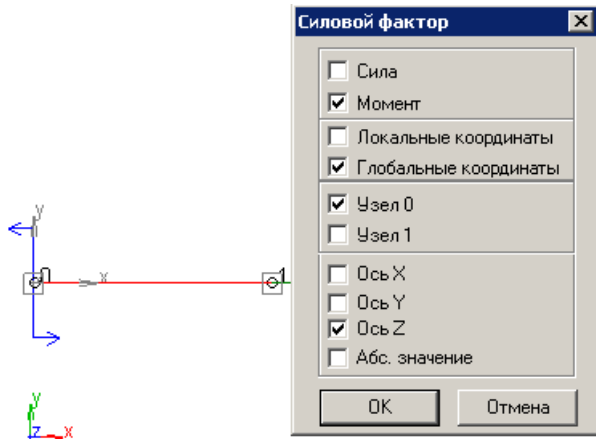 Силовой фактор
Сила
Момент
Локальные координаты
Глобальные координаты
Узел 0
Узел 1
Ось X
Ось Y
Ось Z
Абс. значение
OK Отмена
y
0 x 1
y
z x